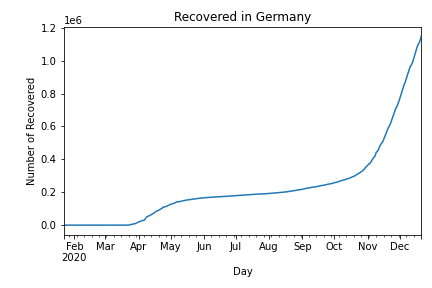 Recovered in Germany
1e6
1.2
1.0
0.8
0.6
0.4
0.2
0.0
Number of Recovered
Feb Mar Apr May Jun Jul Aug Sep Oct Nov Dec
2020
Day